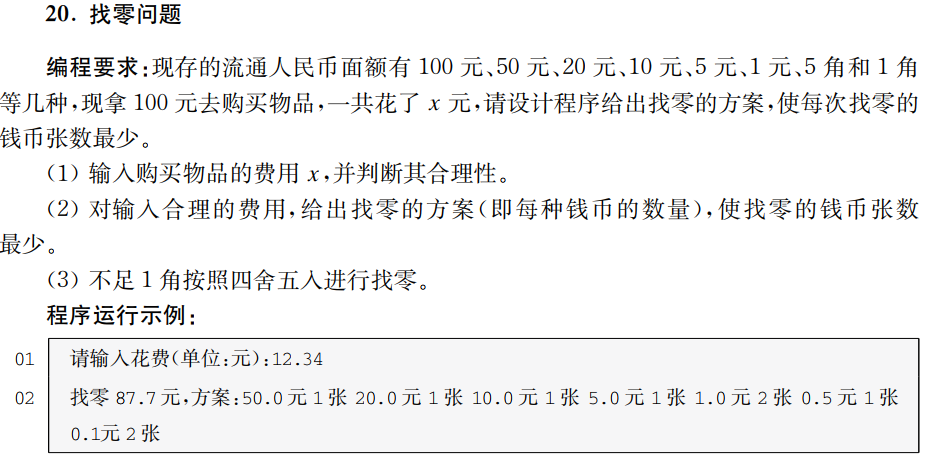 20. 找零问题
编程要求:现存的流通人民币面额有 100 元、50 元、20 元、10 元、5 元、1 元、5 角和 1 角
等几种,现拿 100 元去购买物品,一共花了 x 元,请设计程序给出找零的方案,使每次找零的
钱币张数最少。
(1) 输入购买物品的费用 x,并判断其合理性。
(2) 对输入合理的费用,给出找零的方案(即每种钱币的数量),使找零的钱币张数
最少。
(3) 不足 1 角按照四舍五入进行找零。
程序运行示例:
01 请输入花费(单位:元):12.34
02 找零 87.7 元,方案:50.0 元 1 张 20.0 元 1 张 10.0 元 1 张 5.0 元 1 张 1.0 元 2 张 0.5 元 1 张
0.1元 2 张